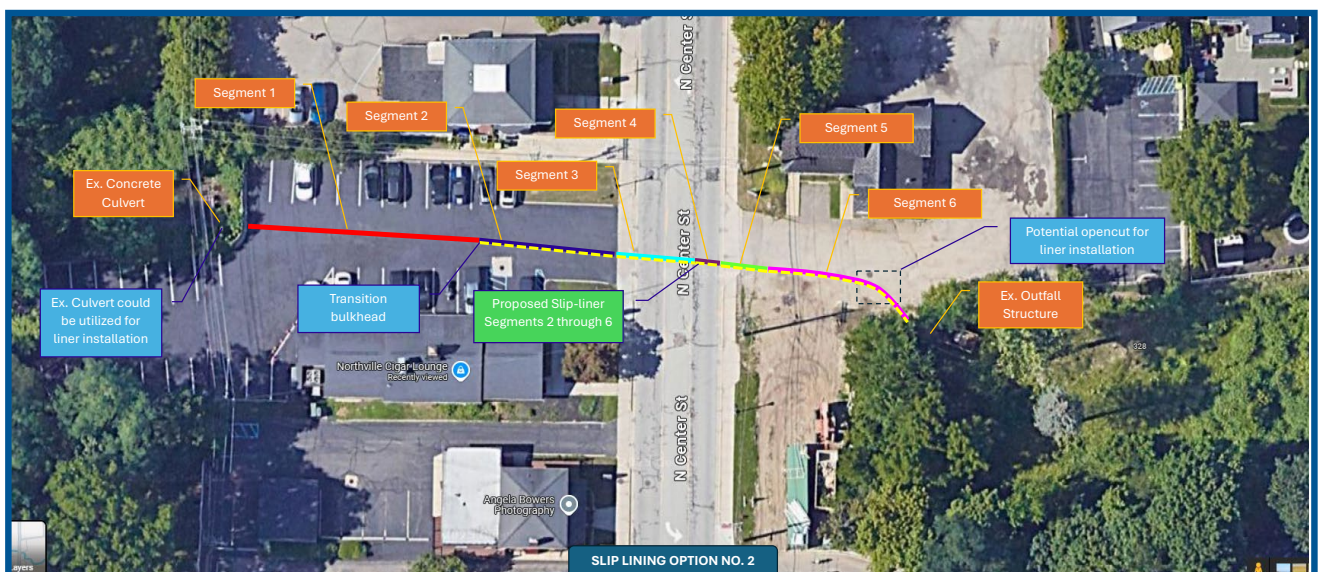 N Center S
Segment 1
Segment 2
Segment 4
Segment 5
Segment 3
Ex. Concrete
Culvert
Segment 6
N Center St
Potential opencut for
liner installation
Ex. Culvert could
be utilized for
liner installation
Transition
bulkhead
Proposed Slip-liner
Segments 2 through 6
Ex. Outfall
Structure
328
Northville Cigar Lounge
Recently viewed
N Center St
Angela Bowers
Photography
ayers
SLIP LINING OPTION NO. 2